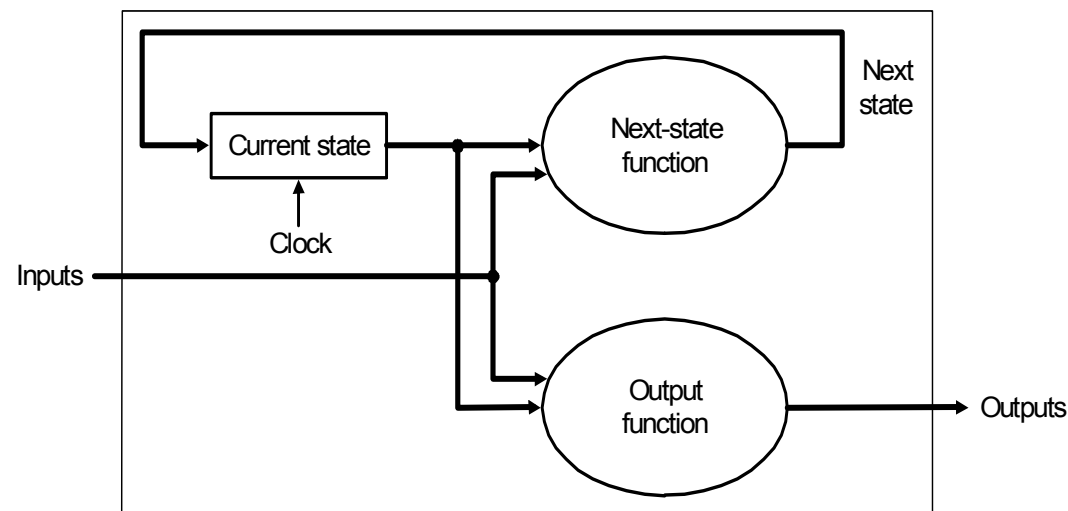 Next
state
Next-state
function
Current state
Clock
Inputs
Output
function
Outputs